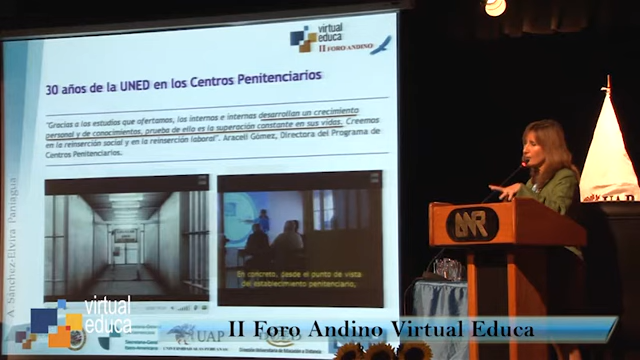 virtual
educa
II FORO ANDINO
30 años de la UNED en los Centros Penitenciarios
"Gracias a los estudios que ofertamos, los internos e internas desarrollan un crecimiento
personal y de conocimientos, prueba de ello es la superación constante en sus vidas. Creemos
en la reinserción social y en la reinserción laboral". Araceli Gómez, Directora del Programa de
Centros Penitenciarios.
En concreto, desde el punto de vista
del establecimiento penitenciario,
A. Sánchez-Elvira Paniagua
virtual
educa
II Foro Andino Virtual Educa
UAP